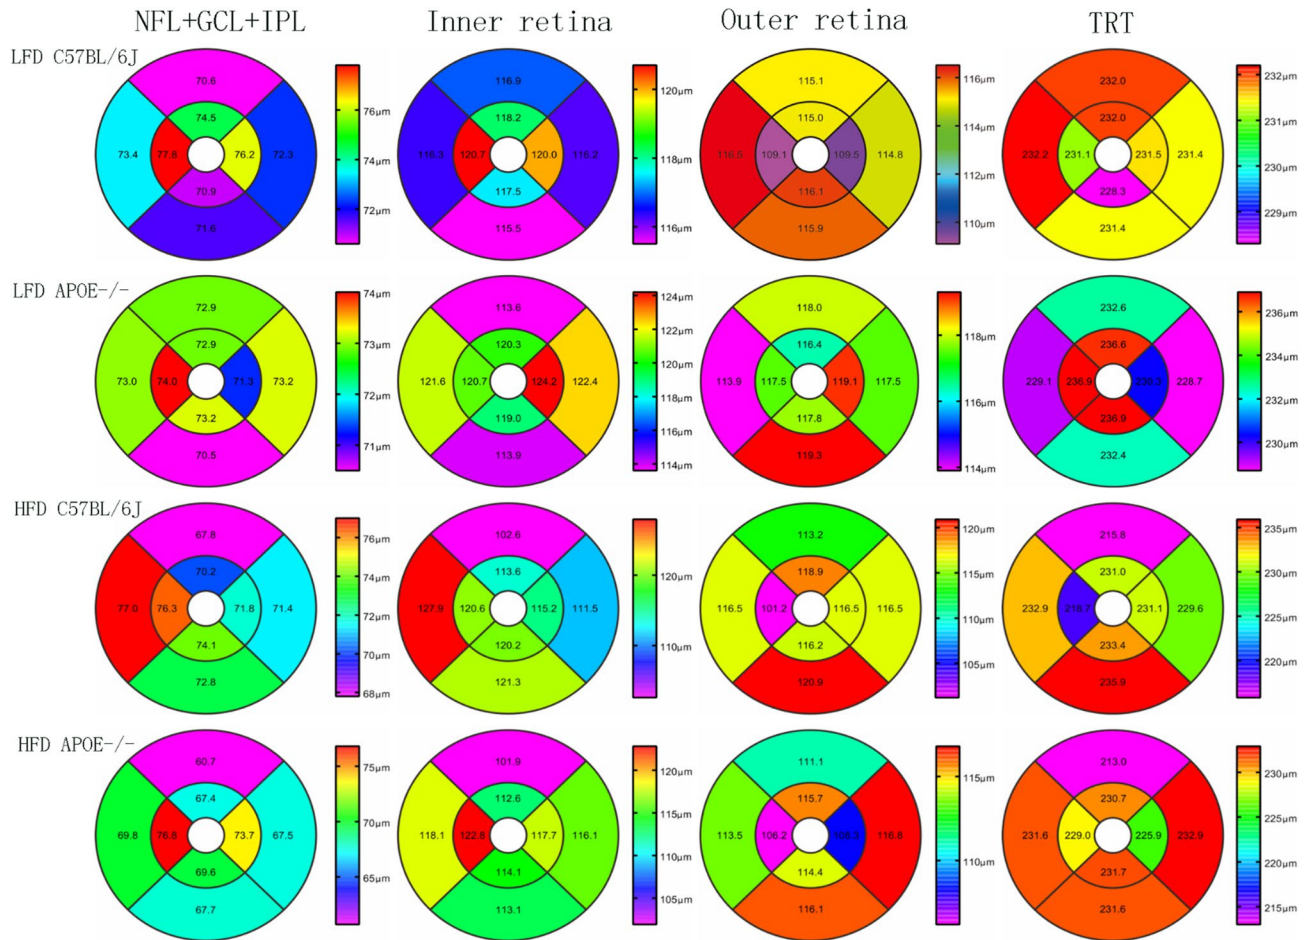 NFL+GCL+IPL Inner retina Outer retina TRT
LFD C57BL/6J
70.6
74.5
73.4 77.8 76.2 72.3
70.9
71.6
76μm
74μm
72μm
116.9
118.2
116.3 120.7 120.0 116.2
117.5
115.5
120μm
118μm
116μm
115.1
115.0
116.5 109.1 109.5 114.8
116.1
115.9
116μm
114μm
112μm
110μm
232.0
232.0
232.2 231.1 231.5 231.4
228.3
231.4
232μm
231μm
230μm
229μm
LFD APOE-/-
72.9
72.9
73.0 74.0 71.3 73.2
73.2
70.5
74μm
73μm
72μm
71μm
113.6
120.3
121.6 120.7 124.2 122.4
119.0
113.9
124μm
122μm
120μm
118μm
116μm
114μm
118.0
116.4
113.9 117.5 119.1 117.5
117.8
119.3
118μm
116μm
114μm
232.6
236.6
229.1 236.9 230.3 228.7
236.9
232.4
236μm
234μm
232μm
230μm
HFD C57BL/6J
67.8
70.2
77.0 76.3 71.8 71.4
74.1
72.8
76μm
74μm
72μm
70μm
68μm
102.6
113.6
127.9 120.6 115.2 111.5
120.2
121.3
120μm
110μm
113.2
118.9
116.5 101.2 116.5 116.5
116.2
120.9
120μm
115μm
110μm
105μm
215.8
231.0
232.9 218.7 231.1 229.6
233.4
235.9
235μm
230μm
225μm
220μm
HFD APOE-/-
60.7
67.4
69.8 76.8 73.7 67.5
69.6
67.7
75μm
70μm
65μm
101.9
112.6
118.1 122.8 117.7 116.1
114.1
113.1
120μm
115μm
110μm
105μm
111.1
115.7
113.5 106.2 116.8
114.4
116.1
115μm
110μm
213.0
230.7
231.6 229.0 225.9 232.9
231.7
231.6
230μm
225μm
220μm
215μm